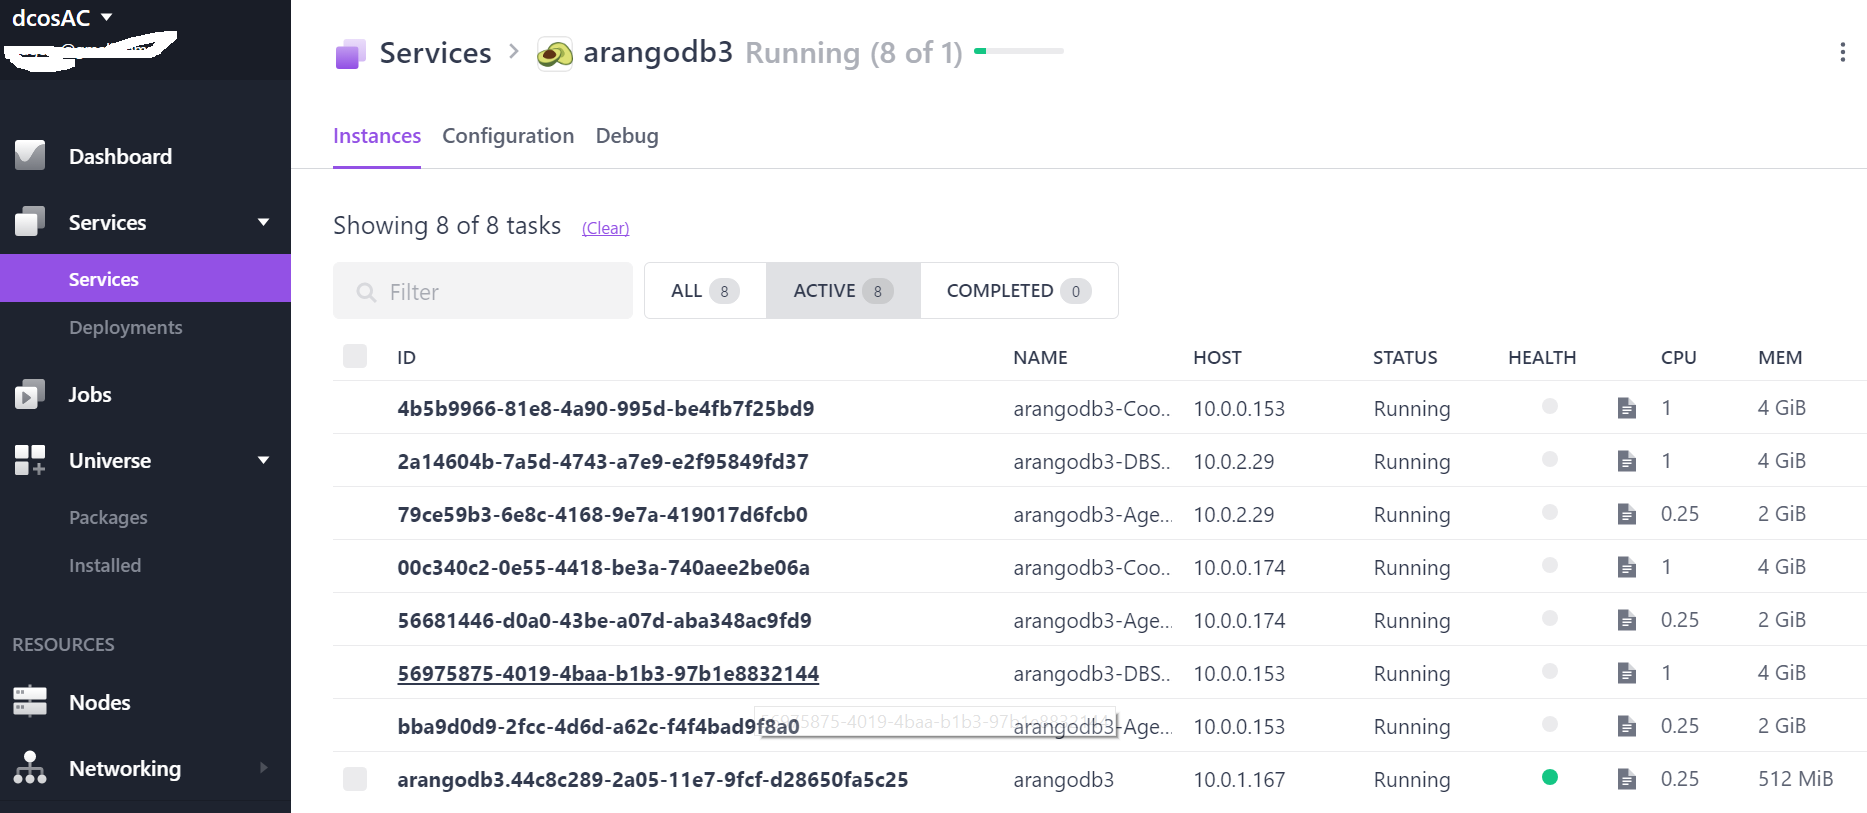 dcosAC
Dashboard
Services
Services
Deployments
Jobs
Universe
Packages
Installed
RESOURCES
Nodes
Networking
Services > arangodb3 Running (8 of 1)
Instances Configuration Debug
Showing 8 of 8 tasks (Clear)
Filter ALL 8 ACTIVE 8 COMPLETED 0
ID NAME HOST STATUS HEALTH CPU MEM
4b5b9966-81e8-4a90-995d-be4fb7f25bd9 arangodb3-Coo... 10.0.0.153 Running 1 4 GiB
2a14604b-7a5d-4743-a7e9-e2f95849fd37 arangodb3-DBS... 10.0.2.29 Running 1 4 GiB
79ce59b3-6e8c-4168-9e7a-419017d6fcb0 arangodb3-Age... 10.0.2.29 Running 0.25 2 GiB
00c340c2-0e55-4418-be3a-740aee2be06a arangodb3-Coo... 10.0.0.174 Running 1 4 GiB
56681446-d0a0-43be-a07d-aba348ac9fd9 arangodb3-Age... 10.0.0.174 Running 0.25 2 GiB
56975875-4019-4baa-b1b3-97b1e8832144 arangodb3-DBS... 10.0.0.153 Running 1 4 GiB
56975875-4019-4baa-b1b3-97b1e8832144
bba9d0d9-2fcc-4d6d-a62c-f4f4bad9f8a0 arangodb3-Age... 10.0.0.153 Running 0.25 2 GiB
arangodb3.44c8c289-2a05-11e7-9fcf-d28650fa5c25 arangodb3 10.0.1.167 Running 0.25 512 MiB